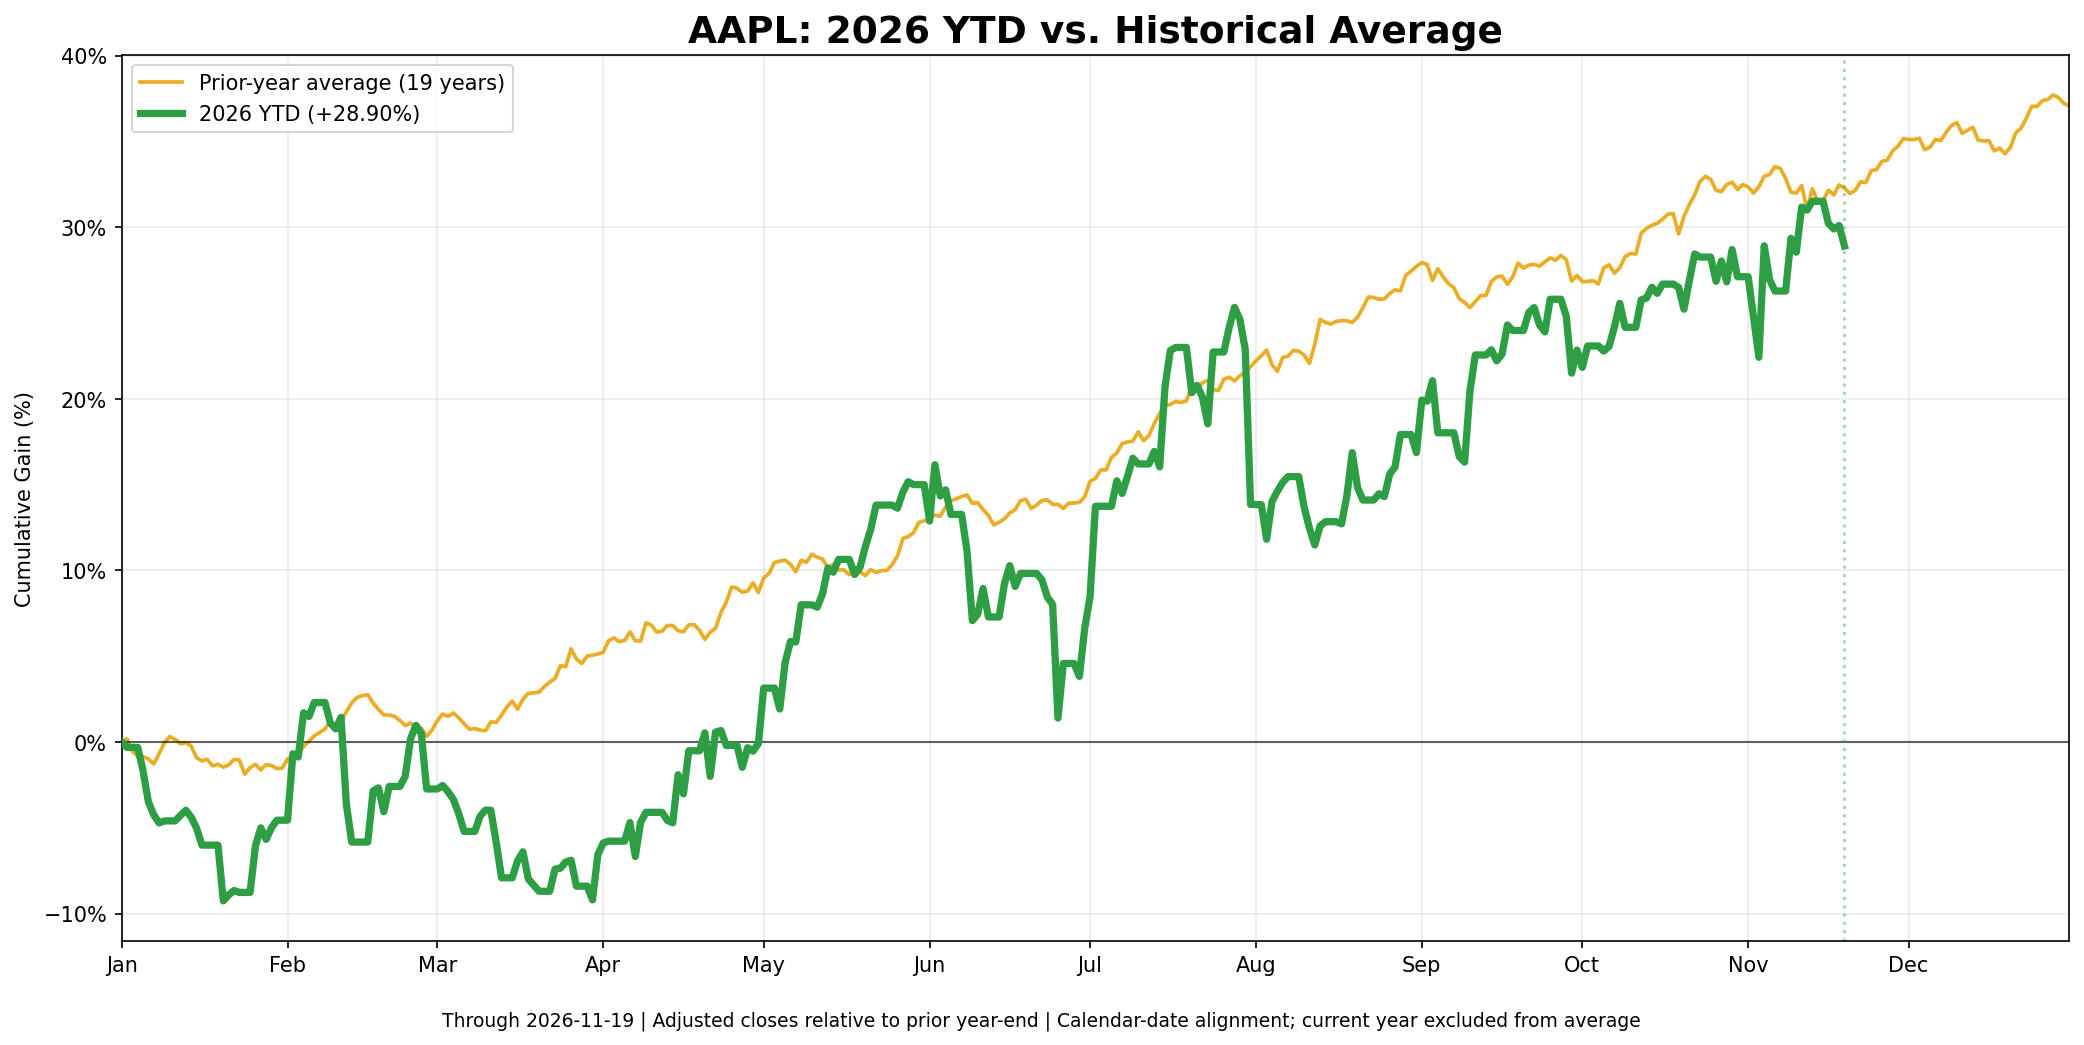 AAPL: 2026 YTD vs. Historical Average
Prior-year average (19 years)
2026 YTD (+28.90%)
Cumulative Gain (%)
40%
30%
20%
10%
0%
−10%
Jan Feb Mar Apr May Jun Jul Aug Sep Oct Nov Dec
Through 2026-11-19 | Adjusted closes relative to prior year-end | Calendar-date alignment; current year excluded from average